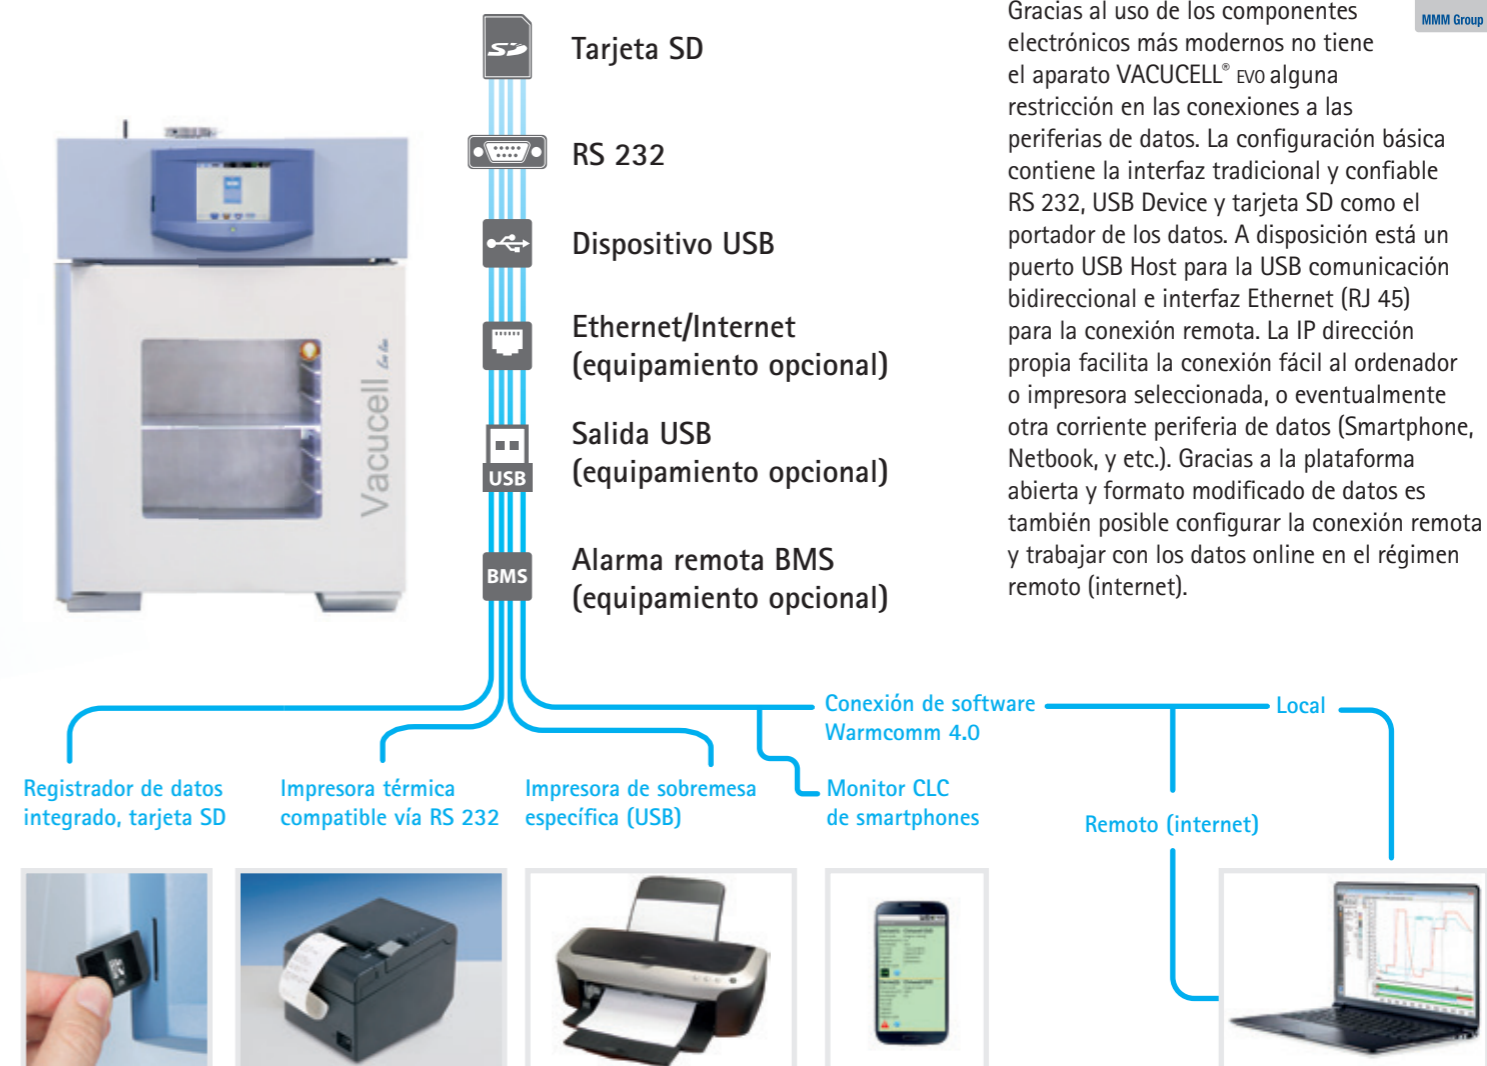 Gracias al uso de los componentes
electrónicos más modernos no tiene
el aparato VACUCELL® EVO alguna
restricción en las conexiones a las
periferias de datos. La configuración básica
contiene la interfaz tradicional y confiable
RS 232, USB Device y tarjeta SD como el
portador de los datos. A disposición está un
puerto USB Host para la USB comunicación
bidireccional e interfaz Ethernet (RJ 45)
para la conexión remota. La IP dirección
propia facilita la conexión fácil al ordenador
o impresora seleccionada, o eventualmente
otra corriente periferia de datos (Smartphone,
Netbook, y etc.). Gracias a la plataforma
abierta y formato modificado de datos es
también posible configurar la conexión remota
y trabajar con los datos online en el régimen
remoto (internet).
MMM Group
SD
Tarjeta SD
RS 232
Dispositivo USB
Ethernet/Internet
(equipamiento opcional)
Salida USB
(equipamiento opcional)
USB
Alarma remota BMS
(equipamiento opcional)
BMS
Vacucell
Conexión de software
Warmcomm 4.0
Local
Registrador de datos
integrado, tarjeta SD
Impresora térmica
compatible vía RS 232
Impresora de sobremesa
específica (USB)
Monitor CLC
de smartphones
Remoto (internet)